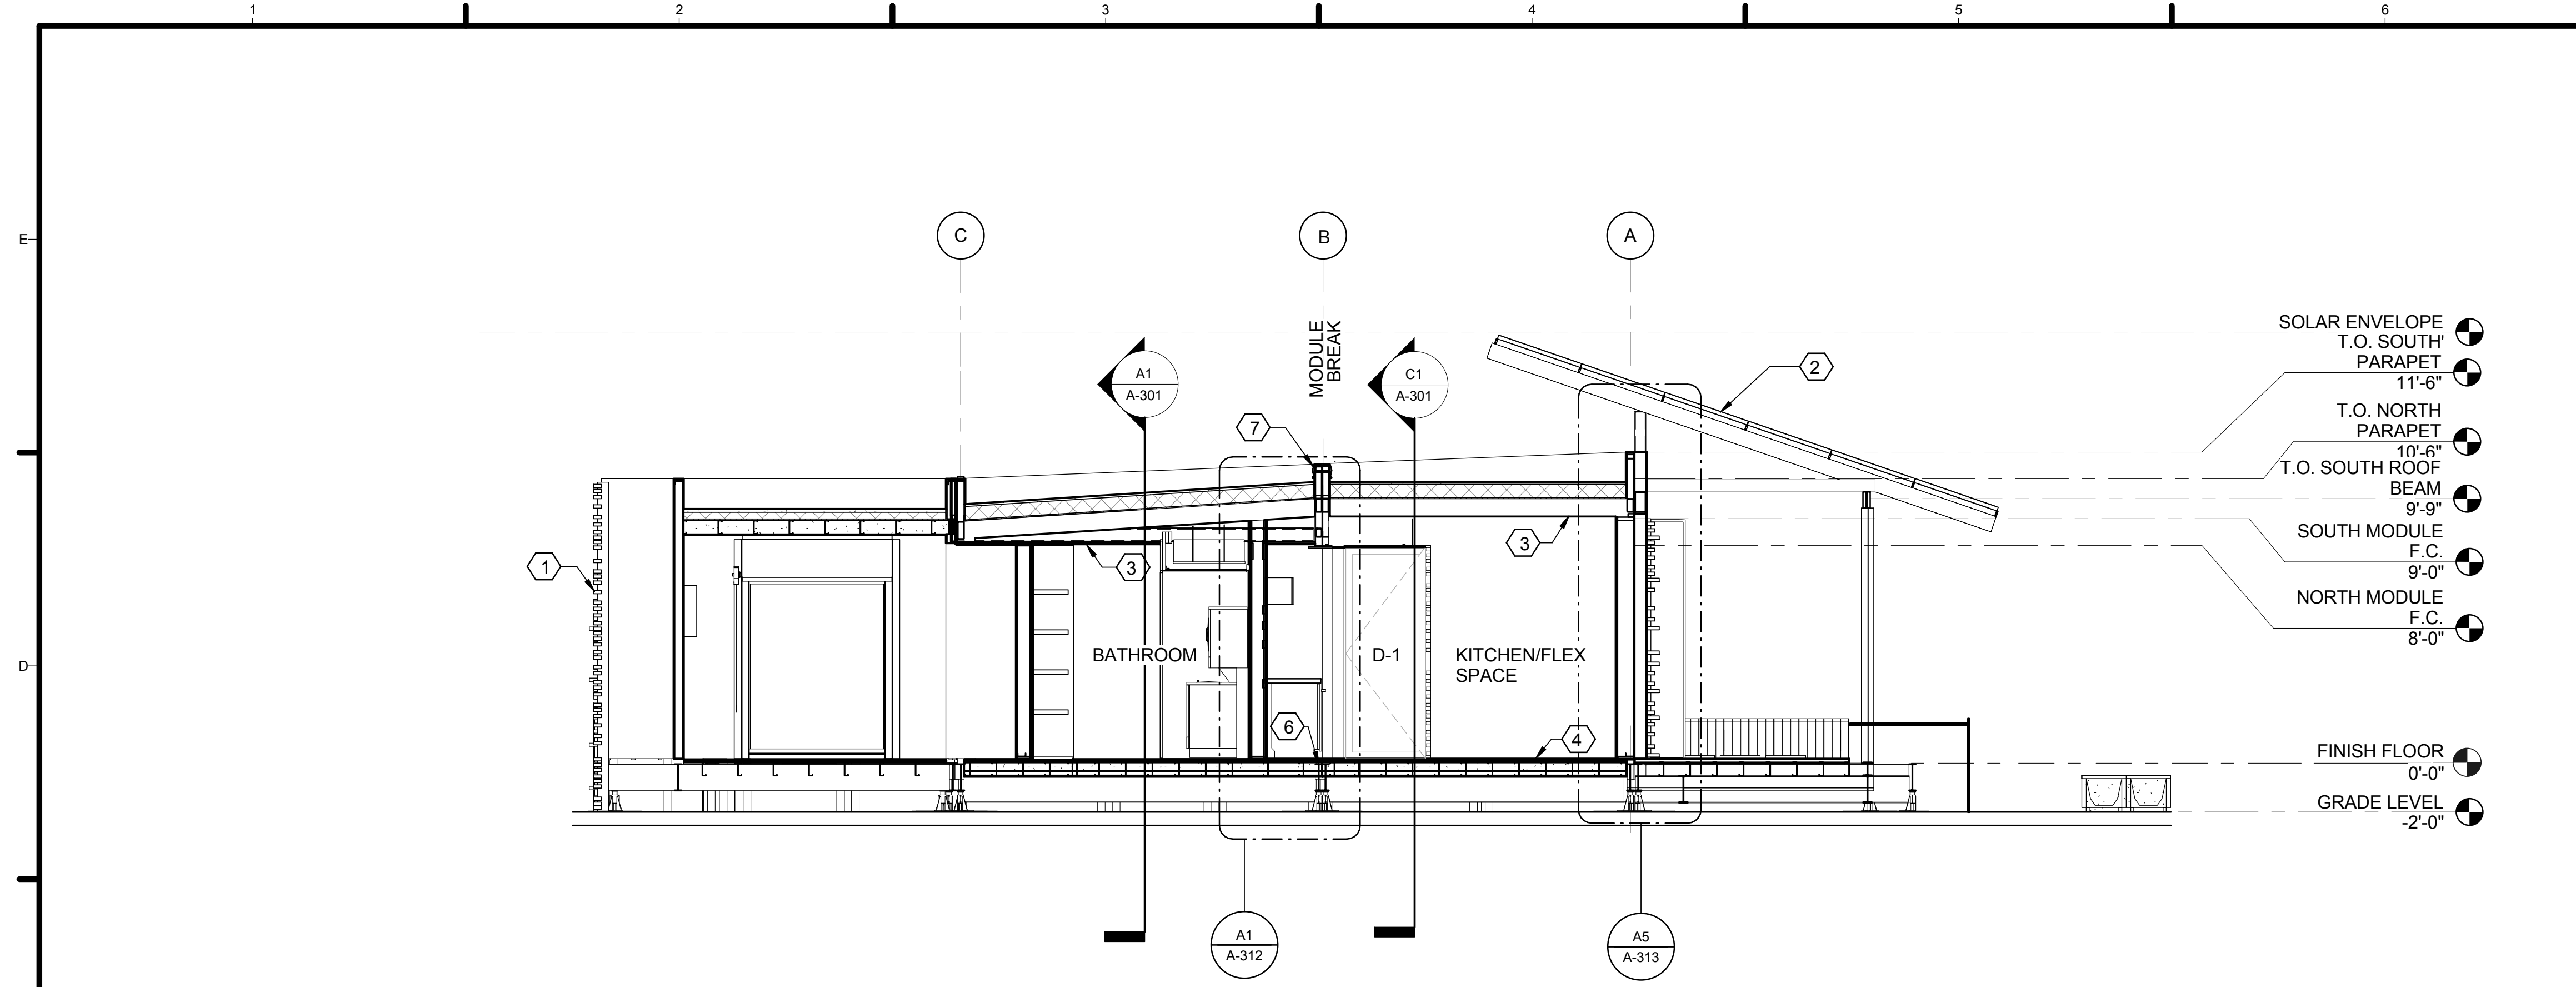 1 2 3 4 5 6
E
D
C B A
MODULE
BREAK
A1
A-301
C1
A-301
2
7
1
3
3
BATHROOM
D-1
KITCHEN/FLEX
SPACE
6
4
A1
A-312
A5
A-313
SOLAR ENVELOPE
T.O. SOUTH'
PARAPET
11'-6"
T.O. NORTH
PARAPET
10'-6"
T.O. SOUTH ROOF
BEAM
9'-9"
SOUTH MODULE
F.C.
9'-0"
NORTH MODULE
F.C.
8'-0"
FINISH FLOOR
0'-0"
GRADE LEVEL
-2'-0"